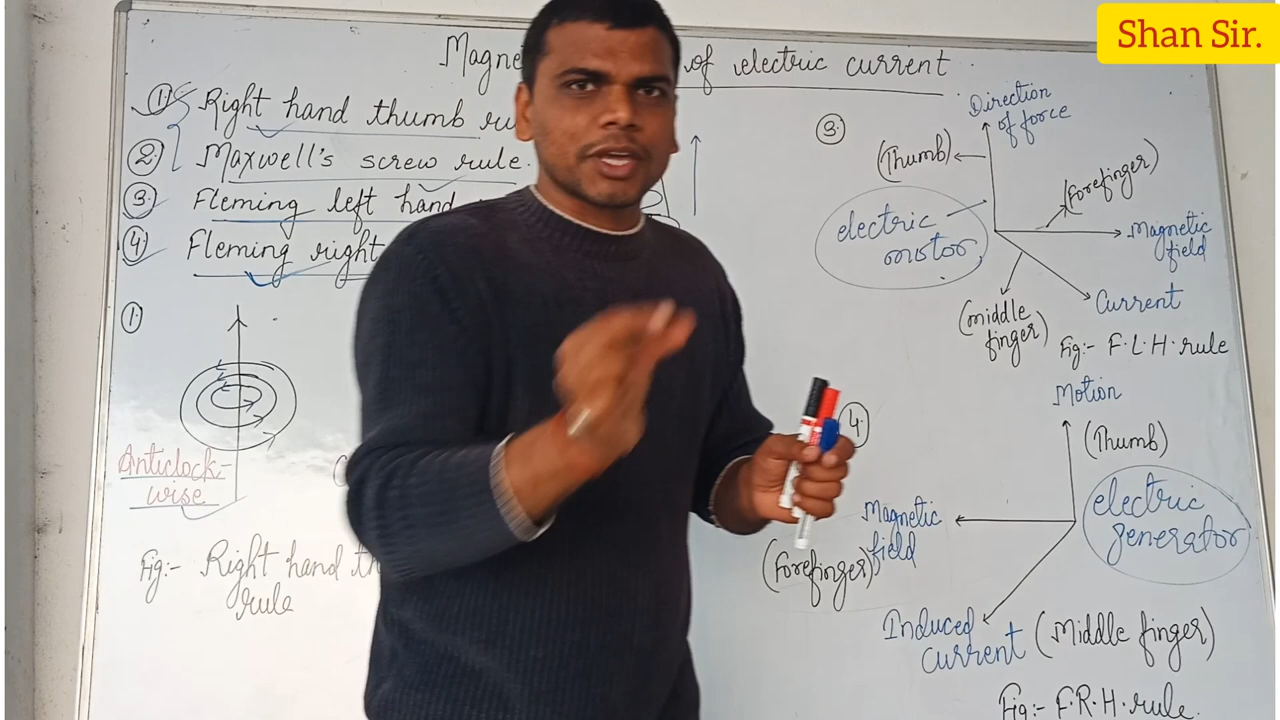 Shan Sir.
Magne of electric current
① Right hand thumb ru
② Maxwell's screw rule.
③ Fleming left hand
④ Fleming right
①
Anticlock-
wise
Fig:- Right hand th
rule
③
Direction
of force
(Thumb)
(Forefinger)
electric
motor
Magnetic
field
Current
(middle
finger)
Fig:- F.L.H. rule
④
Motion
(Thumb)
electric
generator
Magnetic
field
(Forefinger)
Induced
current (Middle finger)
Fig:- F.R.H. rule.